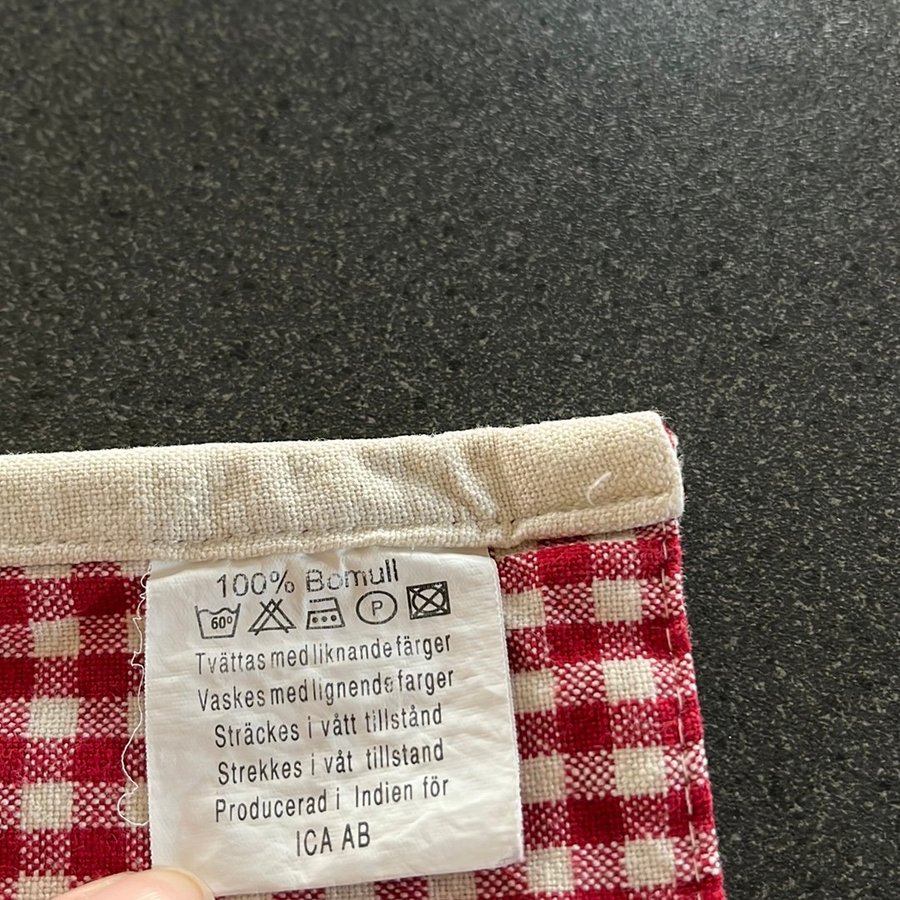 100% Bomull
60° P
Tvättas med liknande färger
Vaskes med lignende farger
Sträckes i vått tillstånd
Strekkes i våt tillstand
Producerad i Indien för
ICA AB